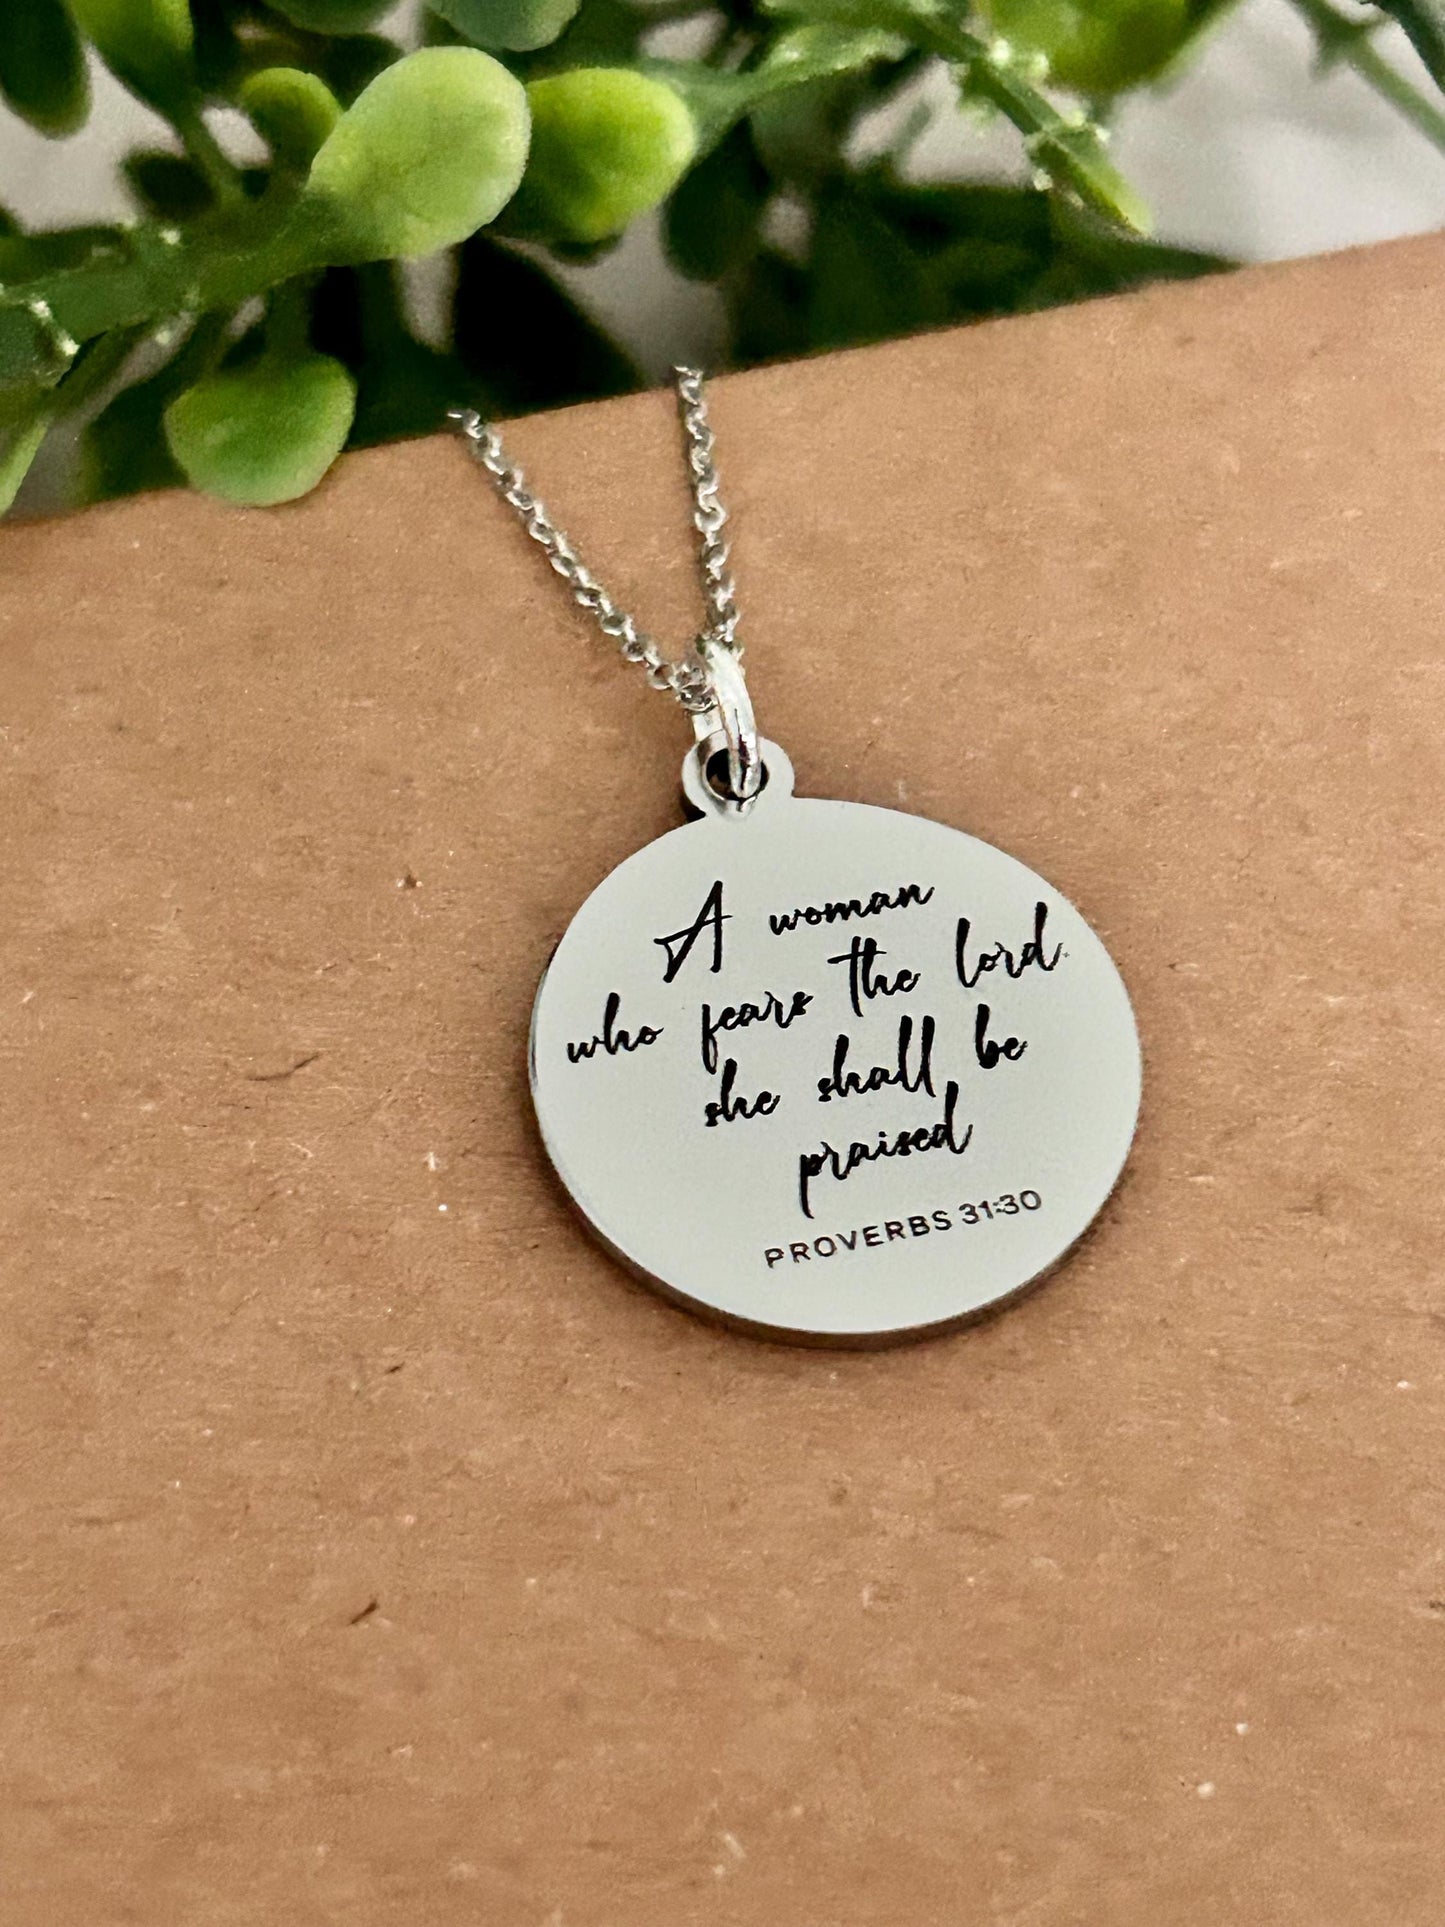 A woman
who fears the lord
she shall be
praised
PROVERBS 31:30